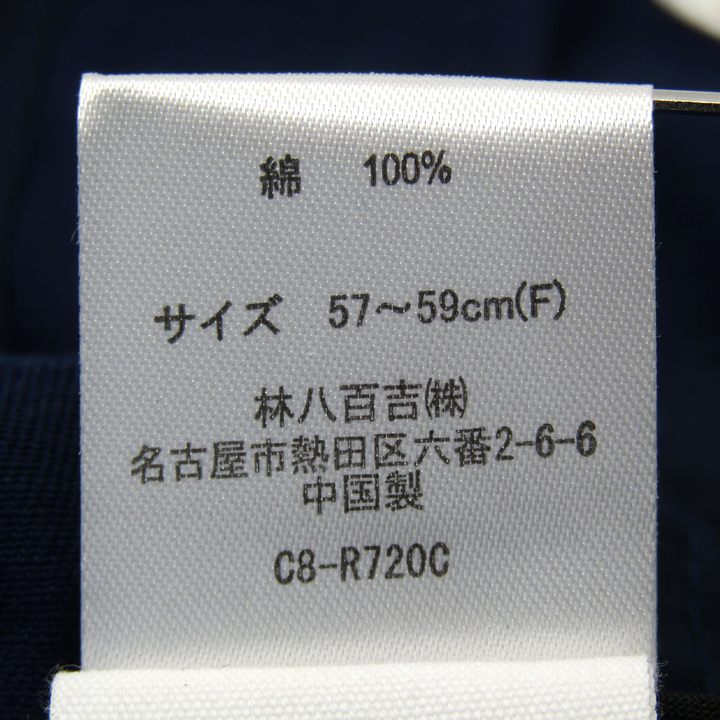 綿 100%
サイズ 57～59cm(F)
林八百吉㈱
名古屋市熱田区六番2-6-6
中国製
C8-R720C